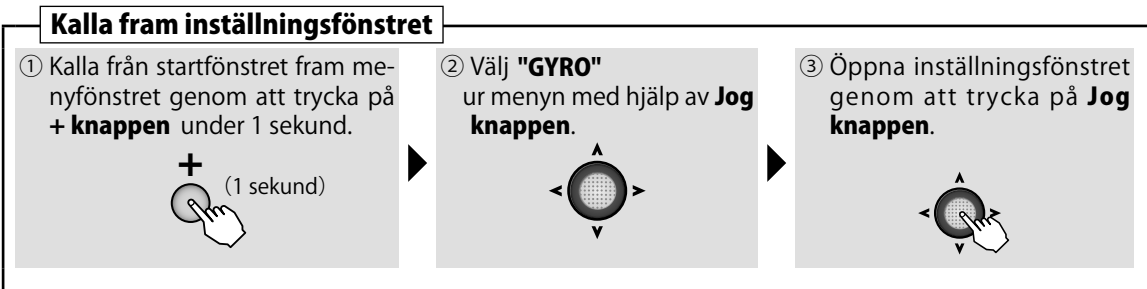 Kalla fram inställningsfönstret
① Kalla från startfönstret fram me-
nyfönstret genom att trycka på
+ knappen under 1 sekund.
+
(1 sekund)
② Välj "GYRO"
ur menyn med hjälp av Jog
knappen.
③ Öppna inställningsfönstret
genom att trycka på Jog
knappen.